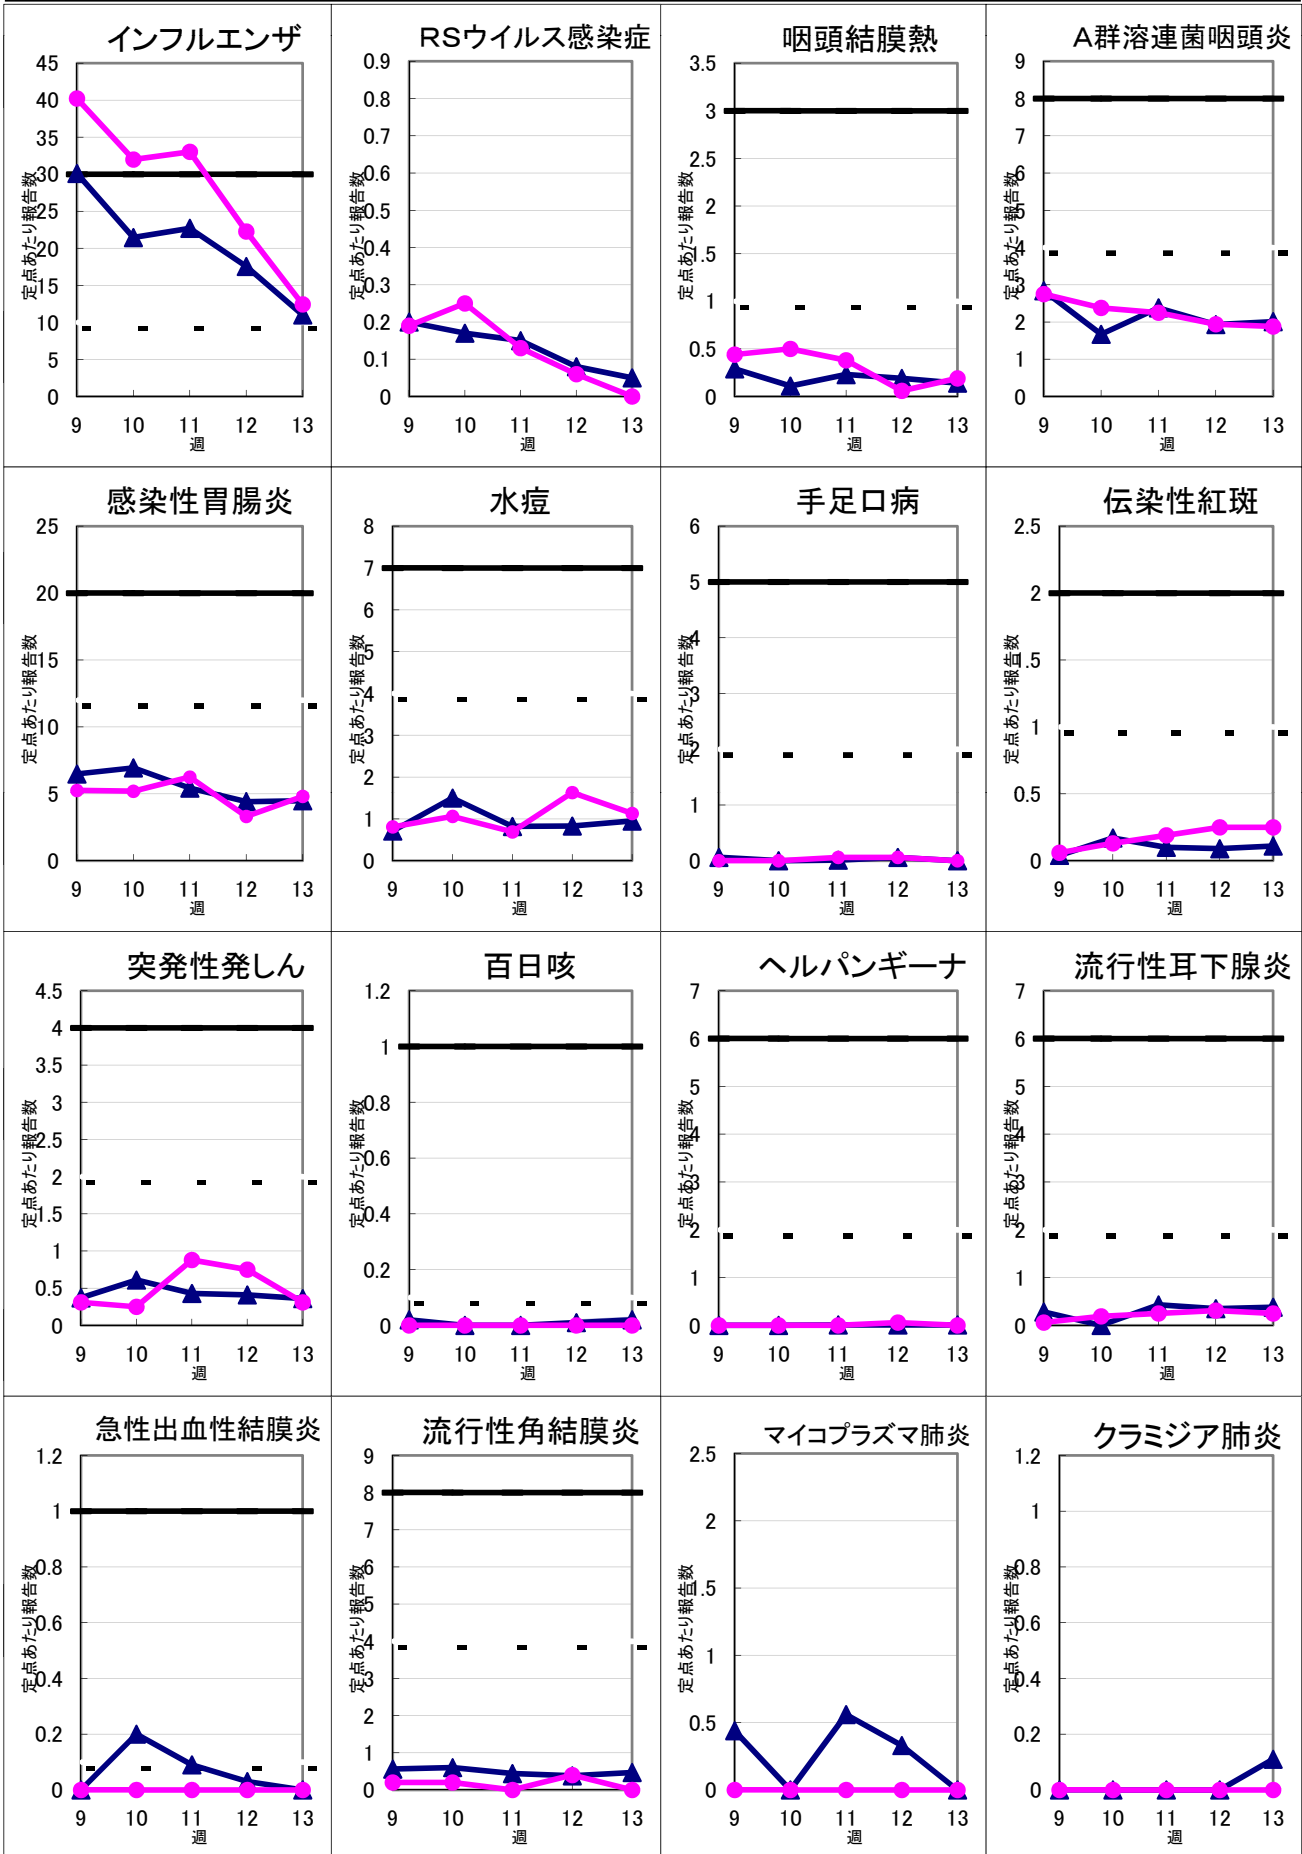 インフルエンザ
45
40
35
30
25
20
15
10
5
0
定点あたり報告数
9 10 11 12 13
週
RSウイルス感染症
0.9
0.8
0.7
0.6
0.5
0.4
0.3
0.2
0.1
0
定点あたり報告数
9 10 11 12 13
週
咽頭結膜熱
3.5
3
2.5
2
1.5
1
0.5
0
定点あたり報告数
9 10 11 12 13
週
A群溶連菌咽頭炎
9
8
7
6
5
4
3
2
1
0
定点あたり報告数
9 10 11 12 13
週
感染性胃腸炎
25
20
15
10
5
0
定点あたり報告数
9 10 11 12 13
週
水痘
8
7
6
5
4
3
2
1
0
定点あたり報告数
9 10 11 12 13
週
手足口病
6
5
4
3
2
1
0
定点あたり報告数
9 10 11 12 13
週
伝染性紅斑
2.5
2
1.5
1
0.5
0
定点あたり報告数
9 10 11 12 13
週
突発性発しん
4.5
4
3.5
3
2.5
2
1.5
1
0.5
0
定点あたり報告数
9 10 11 12 13
週
百日咳
1.2
1
0.8
0.6
0.4
0.2
0
定点あたり報告数
9 10 11 12 13
週
ヘルパンギーナ
7
6
5
4
3
2
1
0
定点あたり報告数
9 10 11 12 13
週
流行性耳下腺炎
7
6
5
4
3
2
1
0
定点あたり報告数
9 10 11 12 13
週
急性出血性結膜炎
1.2
1
0.8
0.6
0.4
0.2
0
定点あたり報告数
9 10 11 12 13
週
流行性角結膜炎
9
8
7
6
5
4
3
2
1
0
定点あたり報告数
9 10 11 12 13
週
マイコプラズマ肺炎
2.5
2
1.5
1
0.5
0
定点あたり報告数
9 10 11 12 13
週
クラミジア肺炎
1.2
1
0.8
0.6
0.4
0.2
0
定点あたり報告数
9 10 11 12 13
週